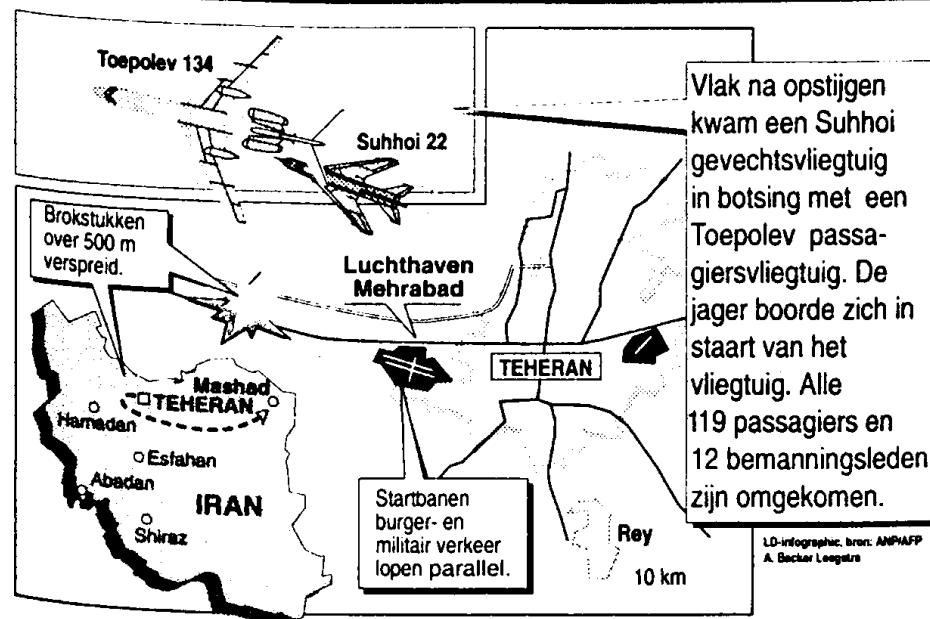 Toepolev 134
Suhhoi 22
Vlak na opstijgen
kwam een Suhhoi
gevechtsvliegtuig
in botsing met een
Toepolev passa-
giersvliegtuig. De
jager boorde zich in
staart van het
vliegtuig. Alle
119 passagiers en
12 bemanningsleden
zijn omgekomen.
Brokstukken
over 500 m
verspreid.
Luchthaven
Mehrabad
TEHERAN
Mashad
TEHERAN
Hamadan
Esfahan
Abadan
IRAN
Shiraz
Startbanen
burger- en
militair verkeer
lopen parallel.
Rey
10 km
LD-infographic, bron: ANP/AFP
A. Becker Leegstra